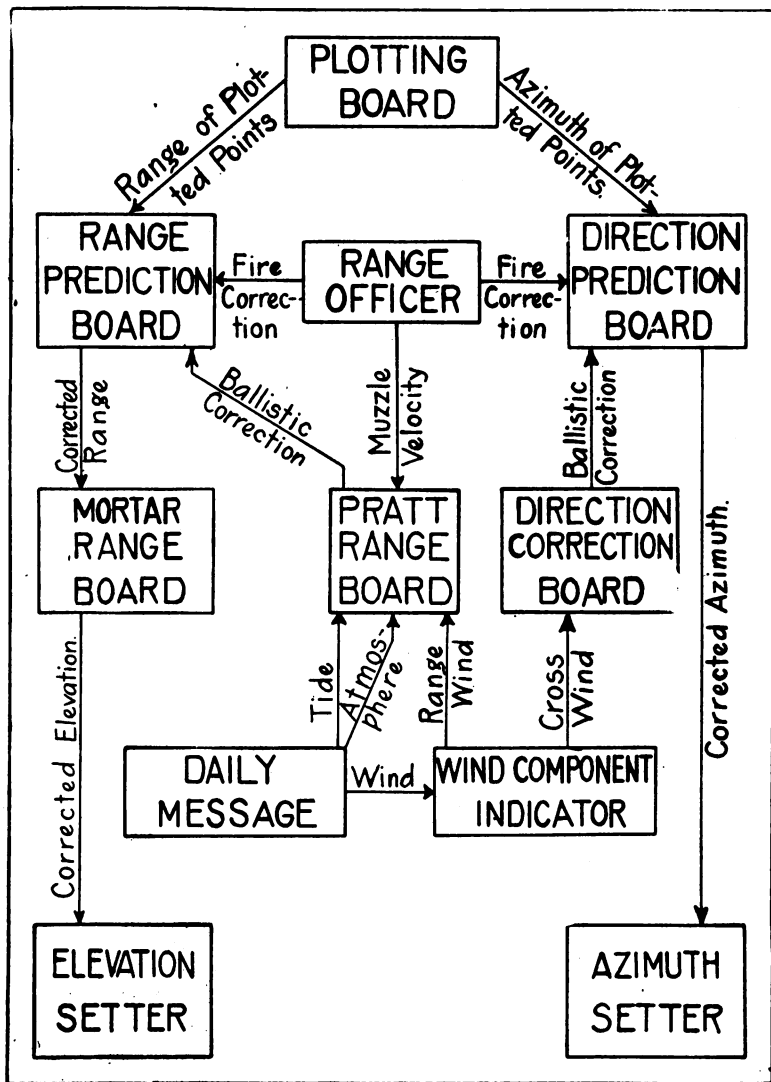 PLOTTING
BOARD
Range of Plot-
ted Points
Azimuth of Plot-
ted Points.
RANGE
PREDICTION
BOARD
Fire
Correc-
tion
RANGE
OFFICER
Fire
Correc-
tion
DIRECTION
PREDICTION
BOARD
Corrected
Range
Ballistic
Correction
Muzzle
Velocity
Ballistic
Correction
MORTAR
RANGE
BOARD
PRATT
RANGE
BOARD
DIRECTION
CORRECTION
BOARD
Corrected Azimuth.
Corrected Elevation.
Tide
Atmos-
phere
Range
Wind
Cross
Wind
DAILY
MESSAGE
Wind
WIND COMPONENT
INDICATOR
ELEVATION
SETTER
AZIMUTH
SETTER